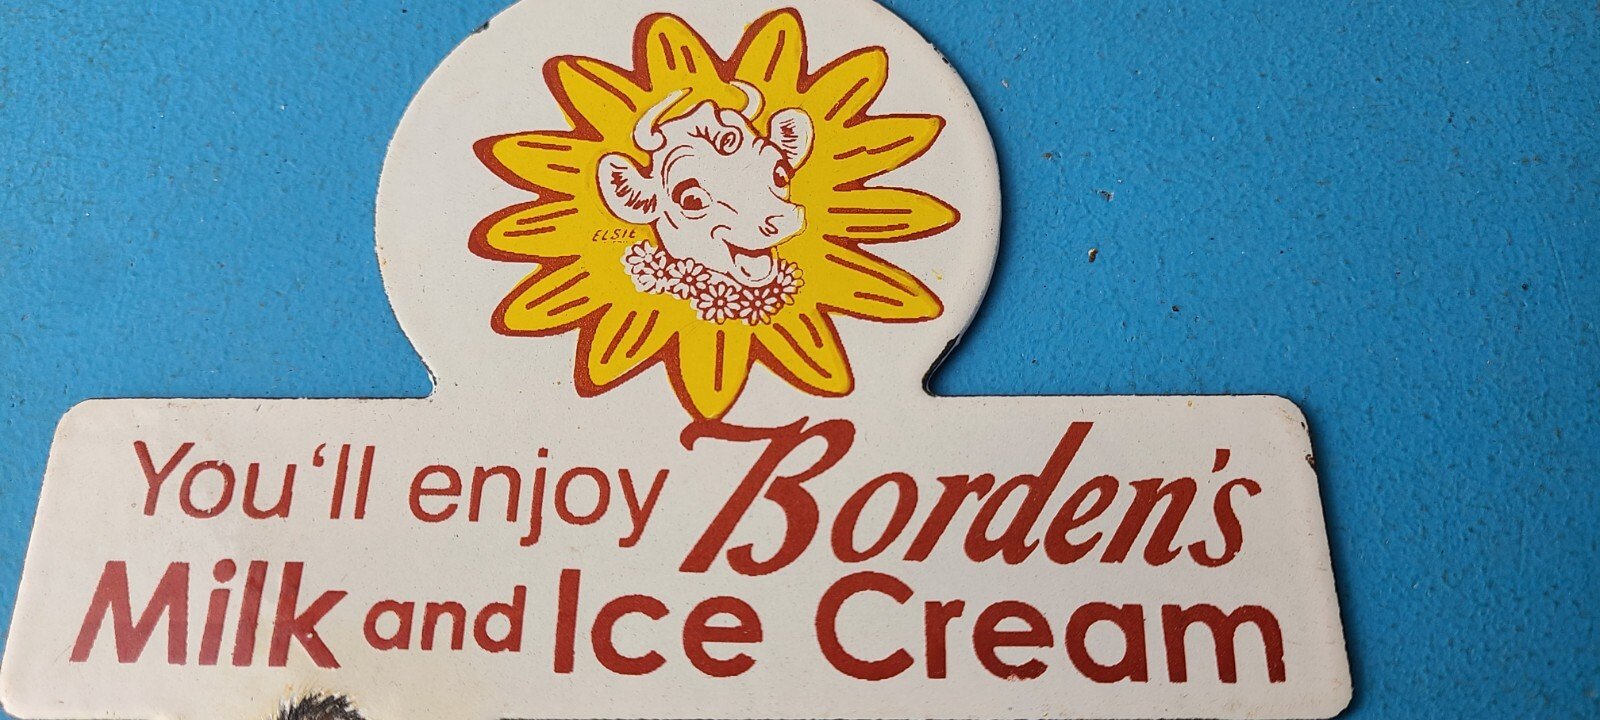 ELSIE
You'll enjoy Borden's
Milk and Ice Cream